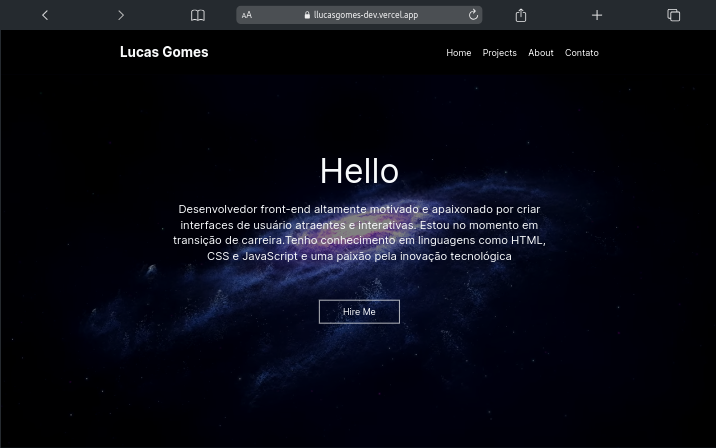 AA llucasgomes-dev.vercel.app
Lucas Gomes Home Projects About Contato
Hello
Desenvolvedor front-end altamente motivado e apaixonado por criar
interfaces de usuário atraentes e interativas. Estou no momento em
transição de carreira.Tenho conhecimento em linguagens como HTML,
CSS e JavaScript e uma paixão pela inovação tecnológica
Hire Me